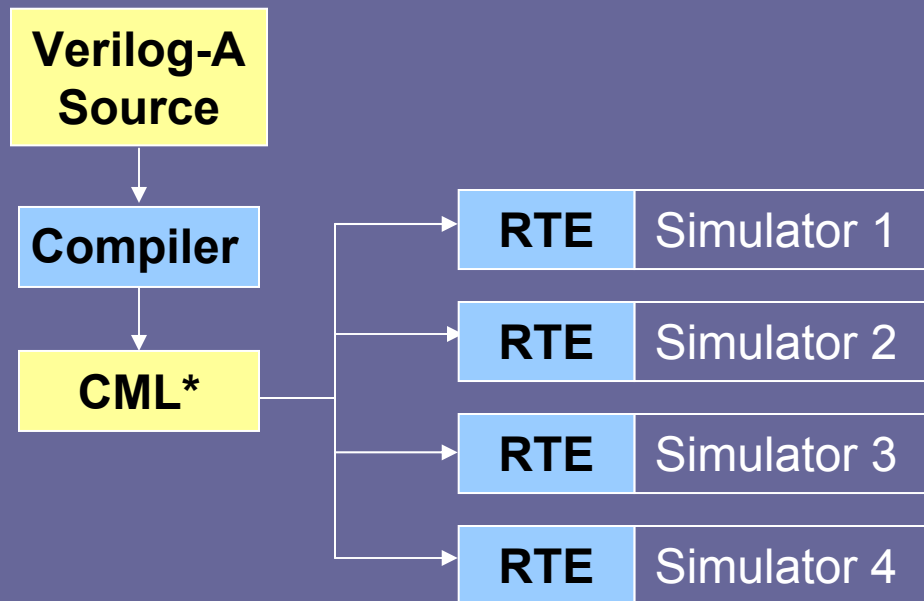 Verilog-A
Source
Compiler
CML*
RTE Simulator 1
RTE Simulator 2
RTE Simulator 3
RTE Simulator 4